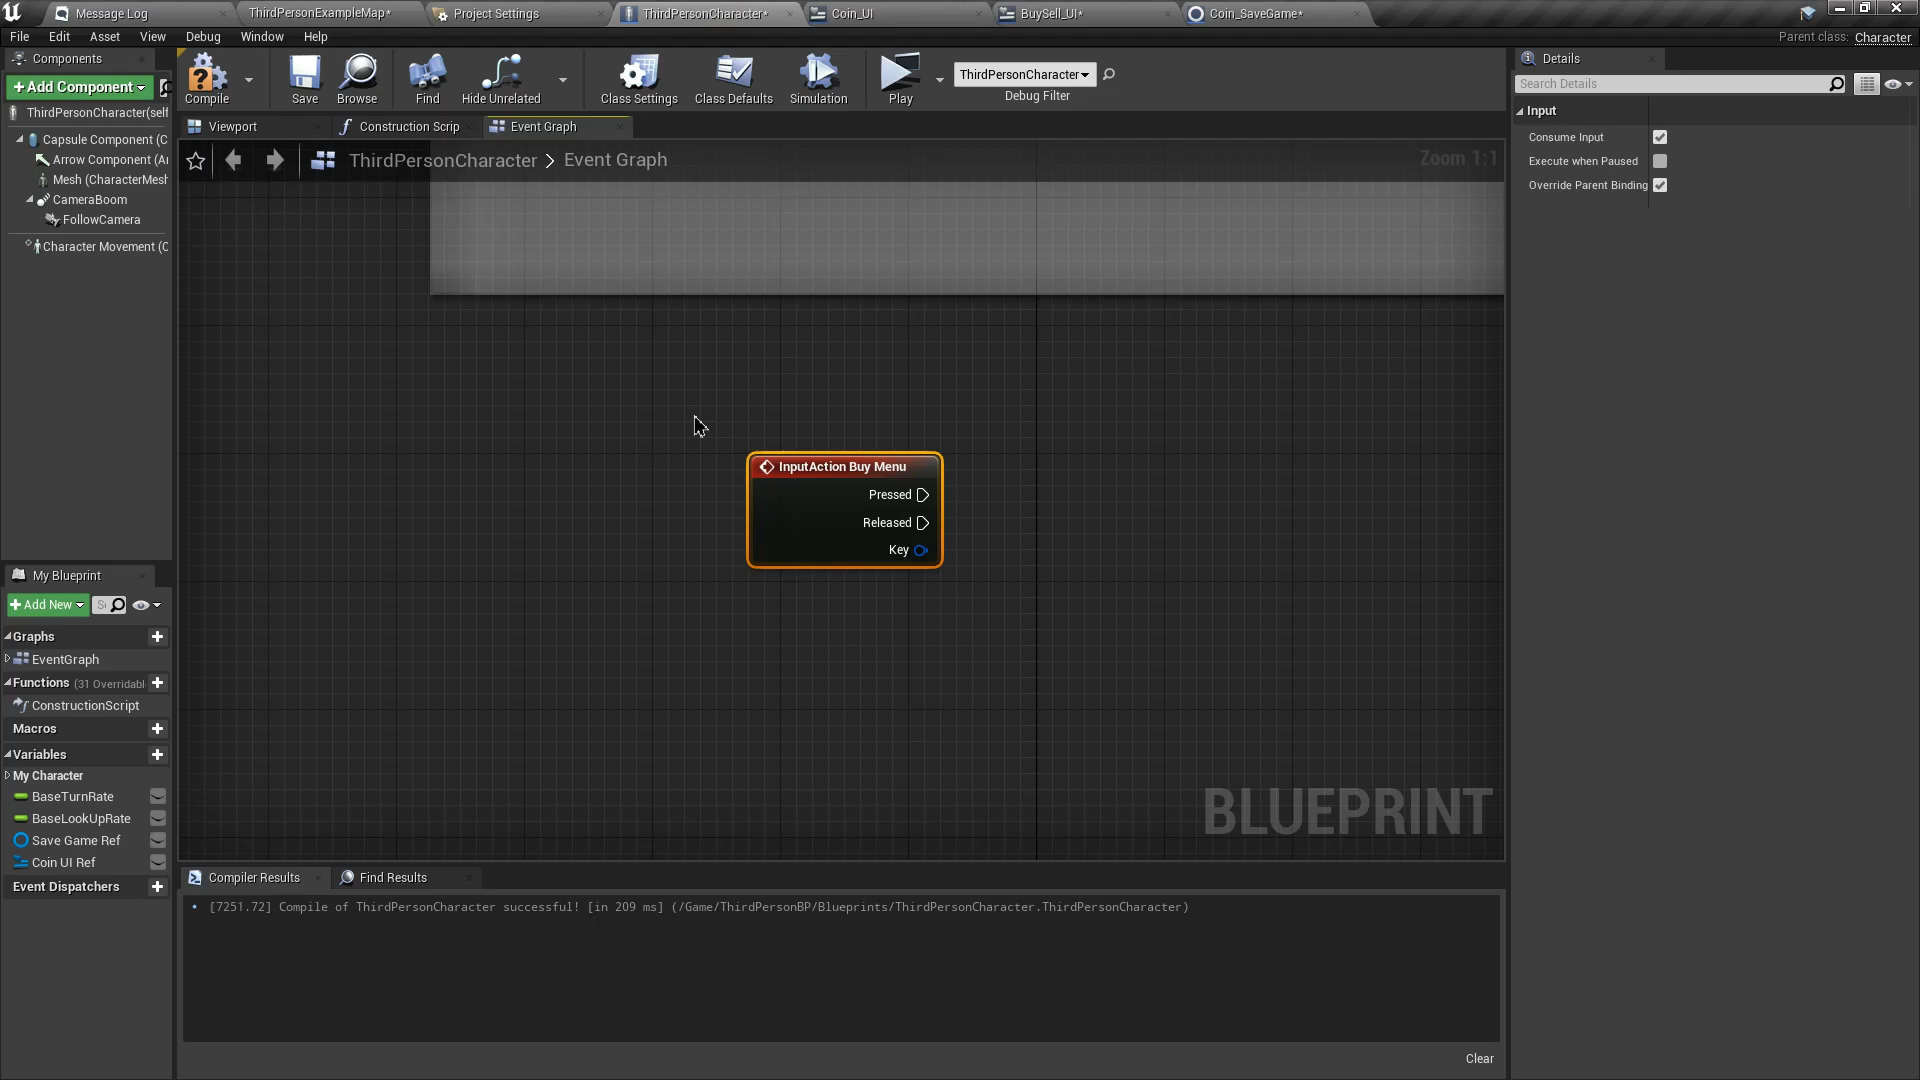 Message Log
ThirdPersonExampleMap*
Project Settings
ThirdPersonCharacter*
Coin_UI
BuySell_UI*
Coin_SaveGame*
File Edit Asset View Debug Window Help
Parent class: Character
Components
+Add Component
ThirdPersonCharacter(self
Capsule Component (C
Arrow Component (Ar
Mesh (CharacterMesh
CameraBoom
FollowCamera
Character Movement (C
Compile
Save
Browse
Find
Hide Unrelated
Class Settings
Class Defaults
Simulation
Play
ThirdPersonCharacter
Debug Filter
Viewport
Construction Scrip
Event Graph
ThirdPersonCharacter > Event Graph
Zoom 1:1
InputAction Buy Menu
Pressed
Released
Key
BLUEPRINT
My Blueprint
+Add New
Graphs
EventGraph
Functions (31 Overridabl
ConstructionScript
Macros
Variables
My Character
BaseTurnRate
BaseLookUpRate
Save Game Ref
Coin UI Ref
Event Dispatchers
Compiler Results
Find Results
[7251.72] Compile of ThirdPersonCharacter successful! [in 209 ms] (/Game/ThirdPersonBP/Blueprints/ThirdPersonCharacter.ThirdPersonCharacter)
Clear
Details
Search Details
Input
Consume Input
Execute when Paused
Override Parent Binding